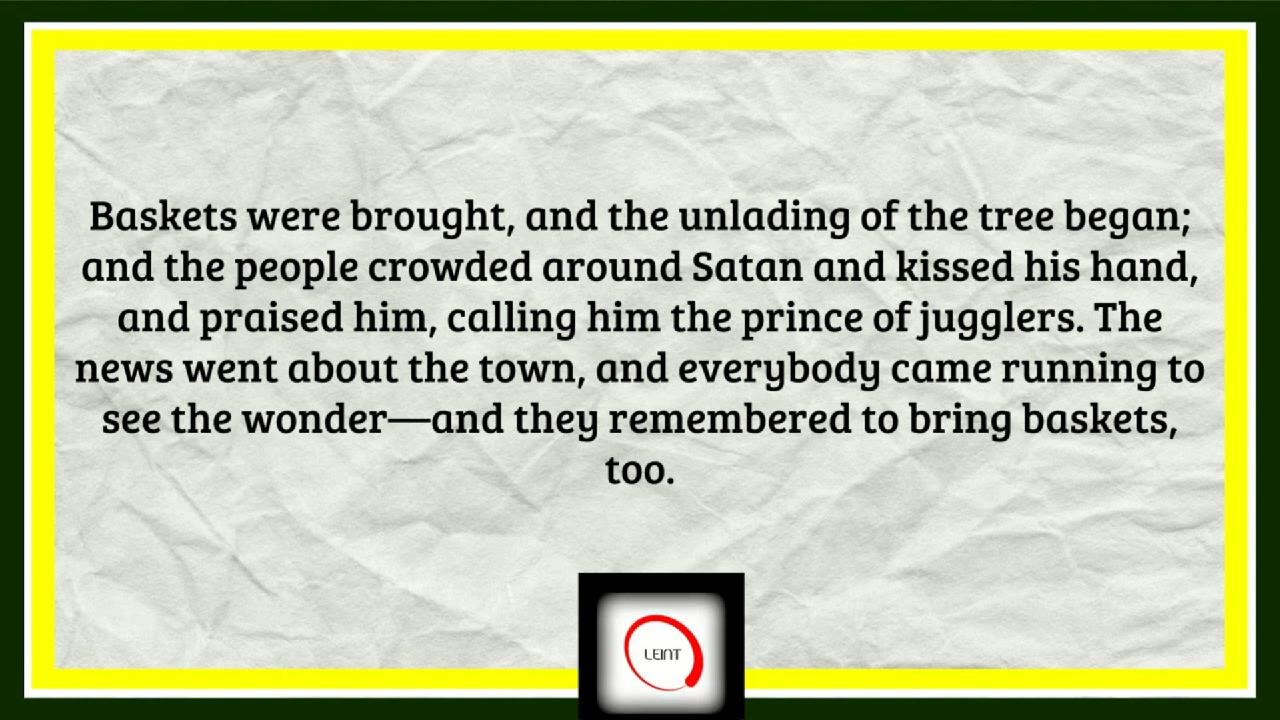 Baskets were brought, and the unlading of the tree began;
and the people crowded around Satan and kissed his hand,
and praised him, calling him the prince of jugglers. The
news went about the town, and everybody came running to
see the wonder—and they remembered to bring baskets,
too.
LEINT